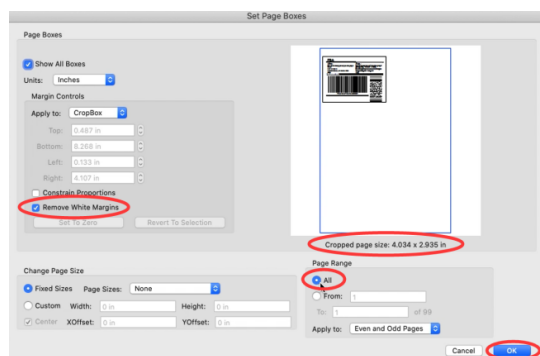 Set Page Boxes
Page Boxes
Show All Boxes
Units: Inches
Margin Controls
Apply to: CropBox
Top: 0.487 in
Bottom: 8.268 in
Left: 0.133 in
Right: 4.107 in
Constrain Proportions
Remove White Margins
Set To Zero Revert To Selection
Cropped page size: 4.034 x 2.935 in
Change Page Size
Fixed Sizes Page Sizes: None
Custom Width: 0 in Height: 0 in
Center XOffset: 0 in YOffset: 0 in
Page Range
All
From: 1
To: 1 of 99
Apply to: Even and Odd Pages
Cancel OK